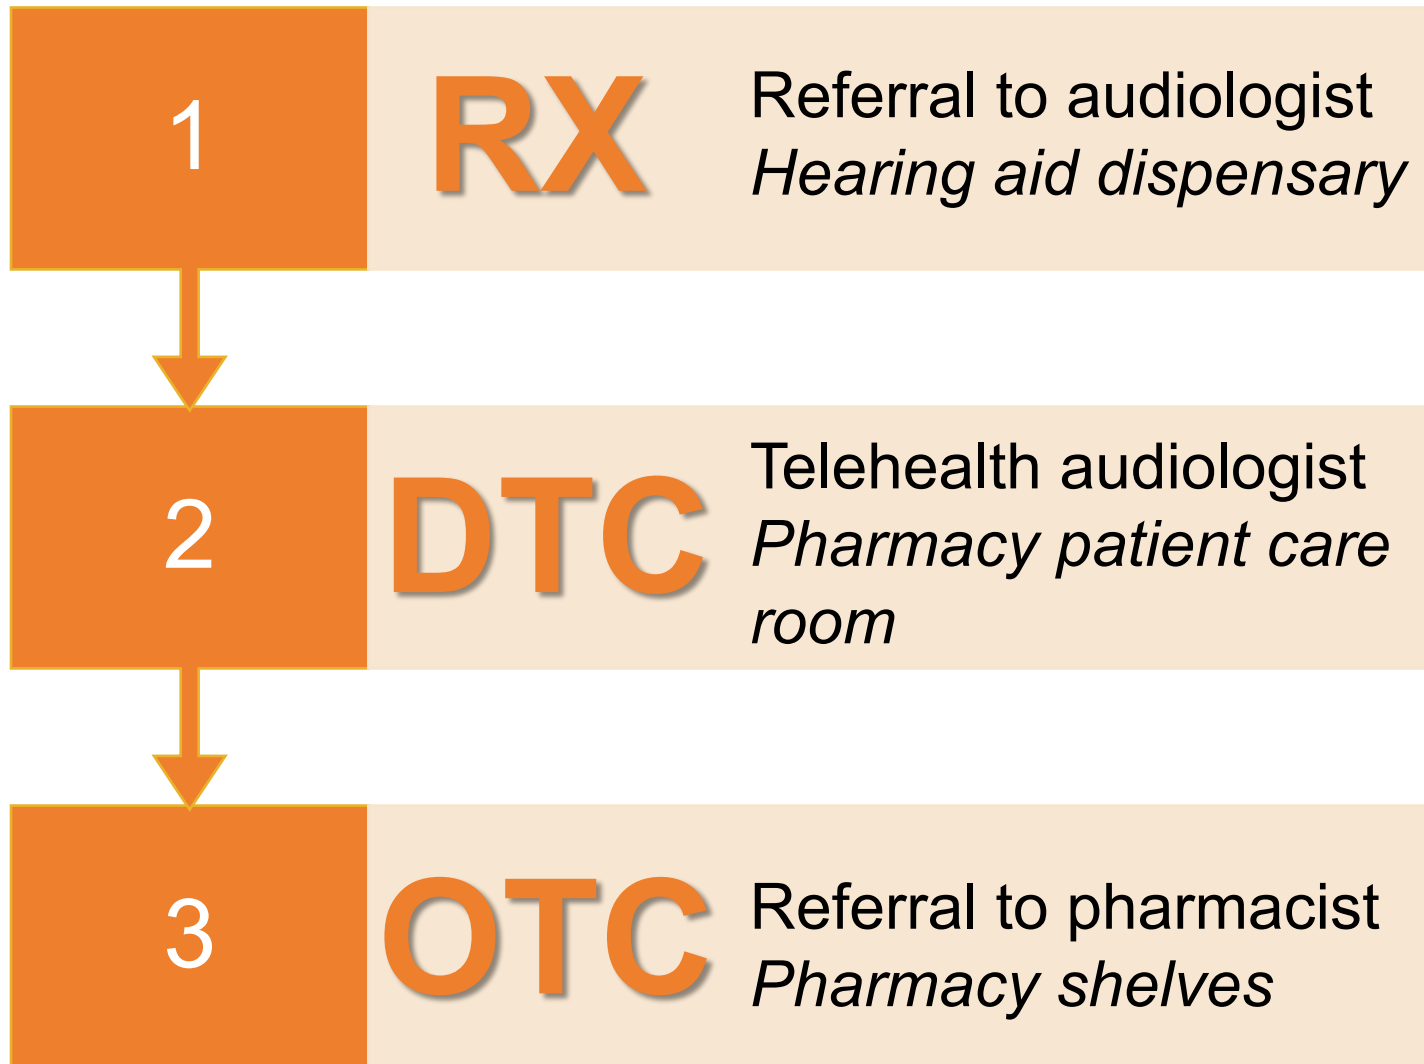 1
RX
Referral to audiologist
Hearing aid dispensary
2
DTC
Telehealth audiologist
Pharmacy patient care
room
3
OTC
Referral to pharmacist
Pharmacy shelves